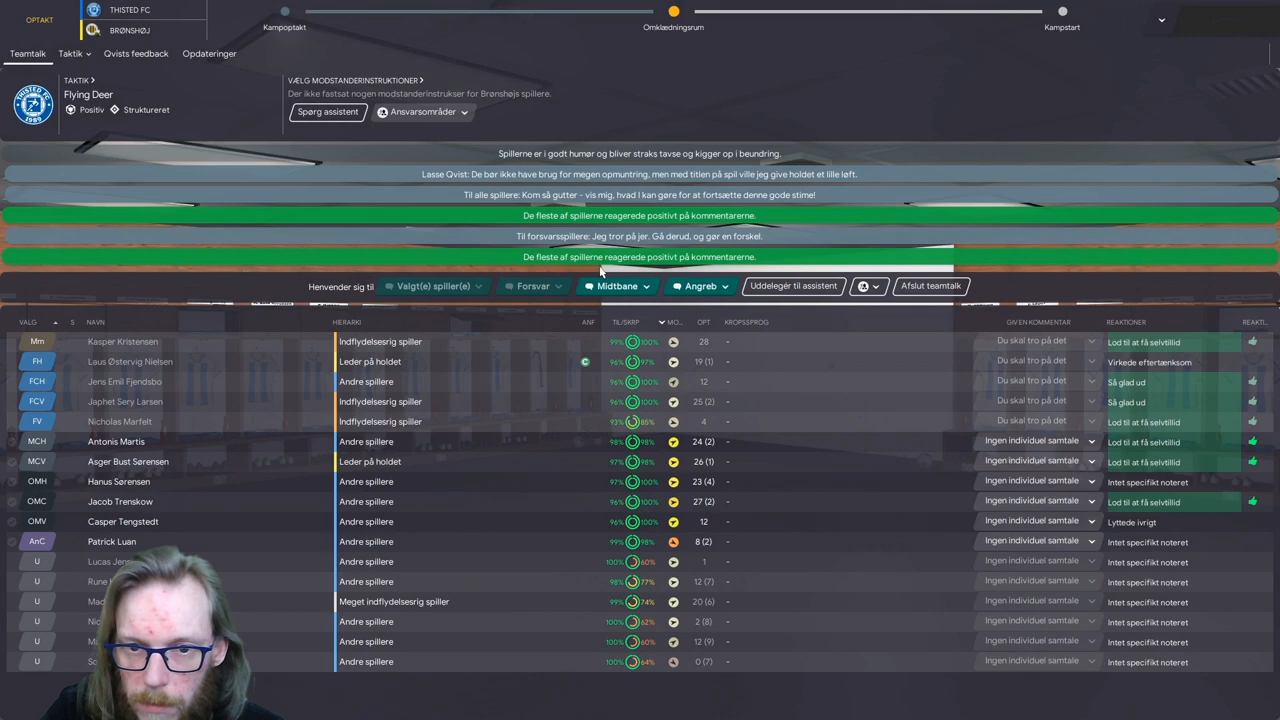 OPTAKT
THISTED FC
BRØNSHØJ
Kampoptakt
Omklædningsrum
Kampstart
Teamtalk
Taktik
Qvists feedback
Opdateringer
THISTED FC
TAKTIK
Flying Deer
Positiv
Struktureret
VÆLG MODSTANDERINSTRUKTIONER
Der ikke fastsat nogen modstanderinstrukser for Brønshøjs spillere.
Spørg assistent
Ansvarsområder
Spillerne er i godt humør og bliver straks tavse og kigger op i beundring.
Lasse Qvist: De bør ikke have brug for megen opmuntring, men med titlen på spil ville jeg give holdet et lille løft.
Til alle spillere: Kom så gutter - vis mig, hvad I kan gøre for at fortsætte denne gode stime!
De fleste af spillerne reagerede positivt på kommentarerne.
Til forsvarsspillere: Jeg tror på jer. Gå derud, og gør en forskel.
De fleste af spillerne reagerede positivt på kommentarerne.
Henvender sig til Valgt(e) spiller(e) Forsvar Midtbane Angreb Uddelegér til assistent Afslut teamtalk
VALG S NAVN HIERARKI ANF TIL/SKRP MO... OPT KROPSSPROG GIVEN KOMMENTAR REAKTIONER REAKTI...
Mm Kasper Kristensen Indflydelsesrig spiller 99% 100% 28 - Du skal tro på det Lod til at få selvtillid
FH Laus Østervig Nielsen Leder på holdet C 96% 97% 19 (1) - Du skal tro på det Virkede eftertænksom
FCH Jens Emil Fjendsbo Andre spillere 96% 100% 12 - Du skal tro på det Så glad ud
FCV Japhet Sery Larsen Indflydelsesrig spiller 96% 100% 25 (2) - Du skal tro på det Så glad ud
FV Nicholas Marfelt Indflydelsesrig spiller 93% 85% 4 - Du skal tro på det Lod til at få selvtillid
MCH Antonis Martis Andre spillere 98% 98% 24 (2) - Ingen individuel samtale Lod til at få selvtillid
MCV Asger Bust Sørensen Leder på holdet 97% 98% 26 (1) - Ingen individuel samtale Lod til at få selvtillid
OMH Hanus Sørensen Andre spillere 97% 100% 23 (4) - Ingen individuel samtale Intet specifikt noteret
OMC Jacob Trenskow Andre spillere 96% 100% 27 (2) - Ingen individuel samtale Lod til at få selvtillid
OMV Casper Tengstedt Andre spillere 96% 100% 12 - Ingen individuel samtale Lyttede ivrigt
AnC Patrick Luan Andre spillere 99% 98% 8 (2) - Ingen individuel samtale Intet specifikt noteret
U Lucas Andre spillere 100% 60% 1 - Ingen individuel samtale Intet specifikt noteret
U Rune Andre spillere 98% 77% 12 (7) - Ingen individuel samtale Intet specifikt noteret
U Meget indflydelsesrig spiller 99% 74% 20 (6) - Ingen individuel samtale Intet specifikt noteret
U Andre spillere 100% 62% 2 (8) - Ingen individuel samtale Intet specifikt noteret
U Andre spillere 100% 60% 12 (9) - Ingen individuel samtale Intet specifikt noteret
U Andre spillere 100% 64% 0 (7) - Ingen individuel samtale Intet specifikt noteret